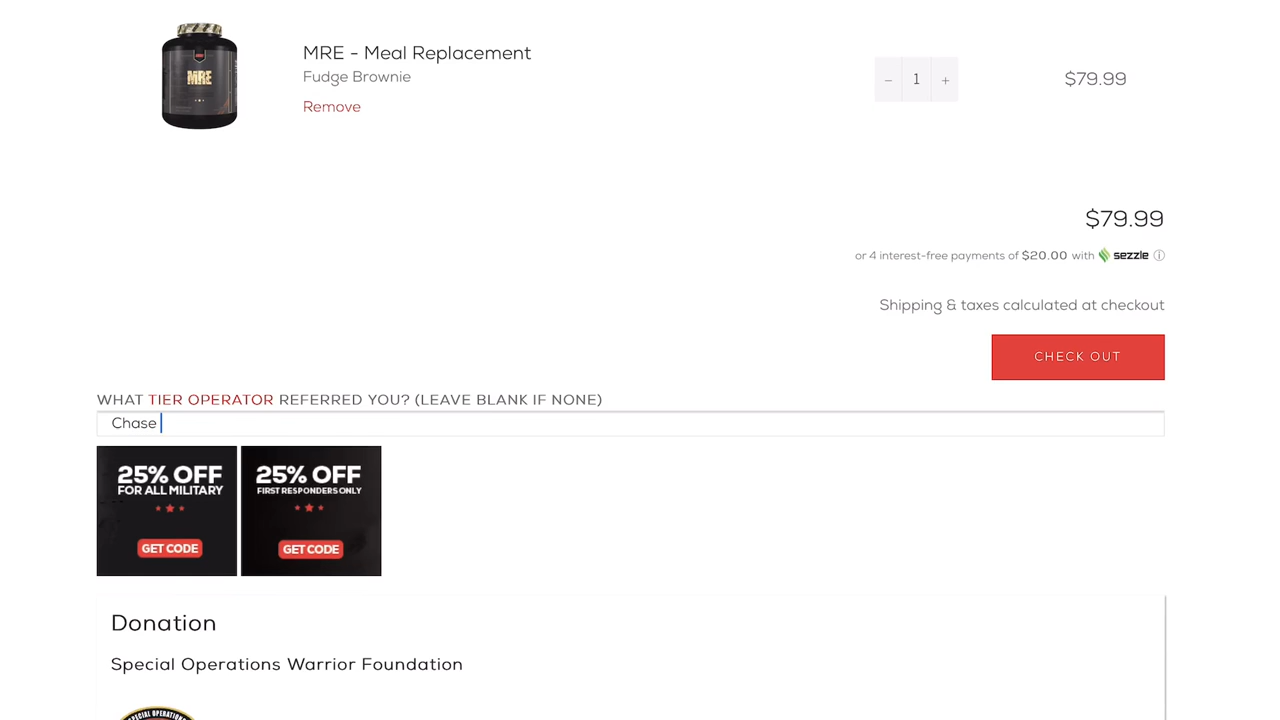 MRE - Meal Replacement
Fudge Brownie
Remove
MRE
− 1 +
$79.99
$79.99
or 4 interest-free payments of $20.00 with sezzle ⓘ
Shipping & taxes calculated at checkout
CHECK OUT
WHAT TIER OPERATOR REFERRED YOU? (LEAVE BLANK IF NONE)
Chase
25% OFF
FOR ALL MILITARY
GET CODE
25% OFF
FIRST RESPONDERS ONLY
GET CODE
Donation
Special Operations Warrior Foundation
SPECIAL OPERATIONS